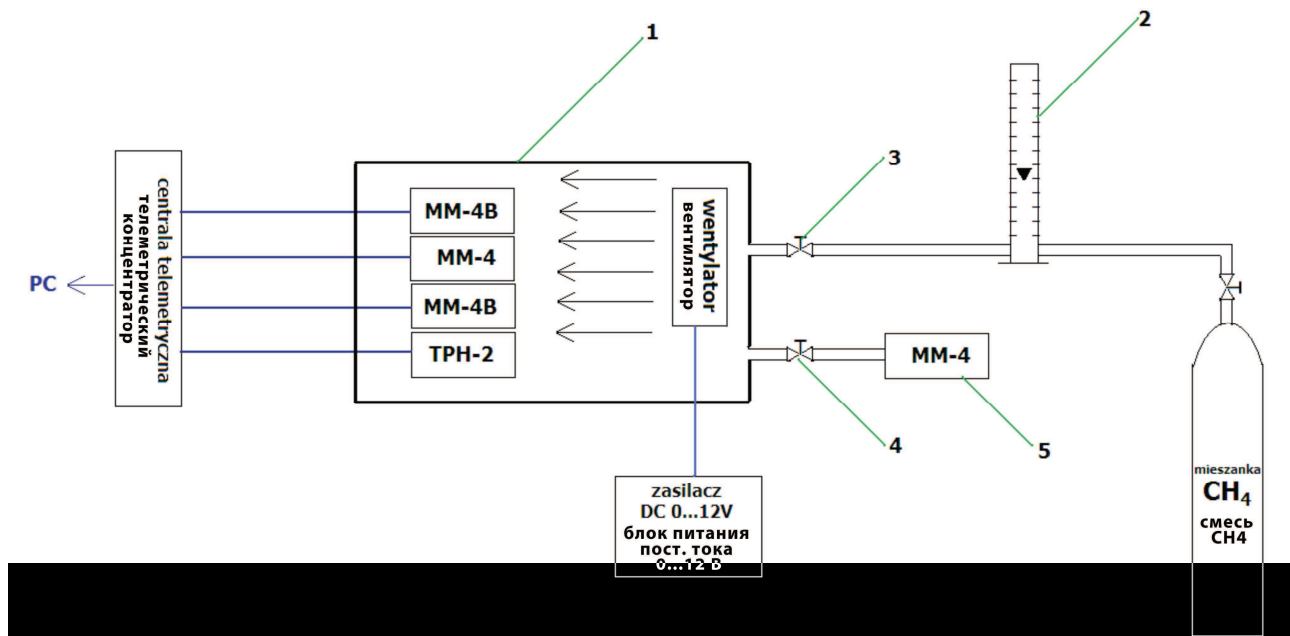 1
2
3
centrala telemetryczna
телеметрический
концентратор
MM-4B
MM-4
MM-4B
TPH-2
wentylator
вентилятор
PC
MM-4
4
5
zasilacz
DC 0...12V
блок питания
пост. тока
0...12 В
mieszanka
CH4
смесь
CH4